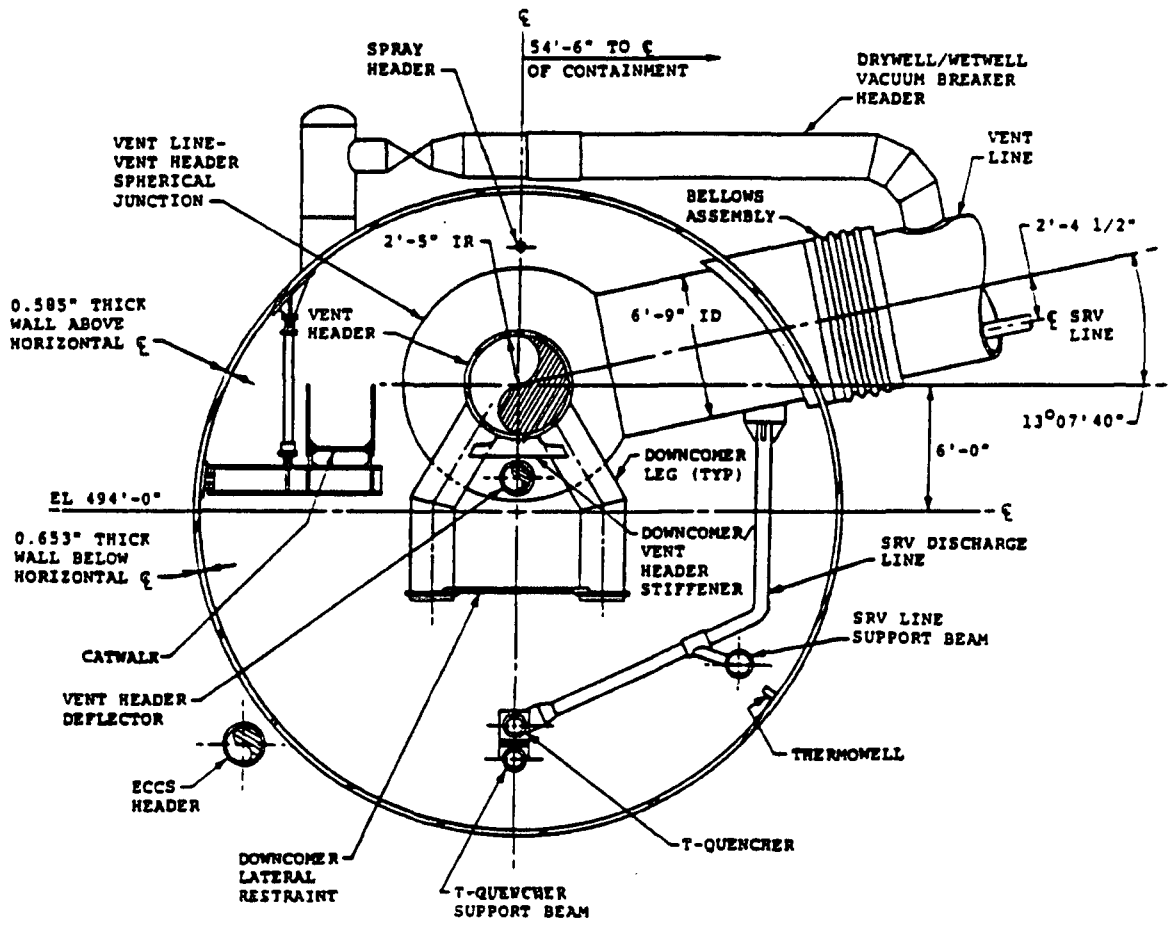 ℄
SPRAY
HEADER
54'-6" TO ℄
OF CONTAINMENT
DRYWELL/WETWELL
VACUUM BREAKER
HEADER
VENT
LINE
VENT LINE-
VENT HEADER
SPHERICAL
JUNCTION
BELLOWS
ASSEMBLY
2'-4 1/2"
2'-5" IR
0.585" THICK
WALL ABOVE
HORIZONTAL ℄
VENT
HEADER
6'-9" ID
℄ SRV
LINE
13°07'40"
6'-0"
DOWNCOMER
LEG (TYP)
EL 494'-0"
℄
0.653" THICK
WALL BELOW
HORIZONTAL ℄
DOWNCOMER
VENT
HEADER
STIFFENER
SRV DISCHARGE
LINE
SRV LINE
SUPPORT BEAM
CATWALK
VENT HEADER
DEFLECTOR
THERMOWELL
ECCS
HEADER
T-QUENCHER
DOWNCOMER
LATERAL
RESTRAINT
T-QUENCHER
SUPPORT BEAM